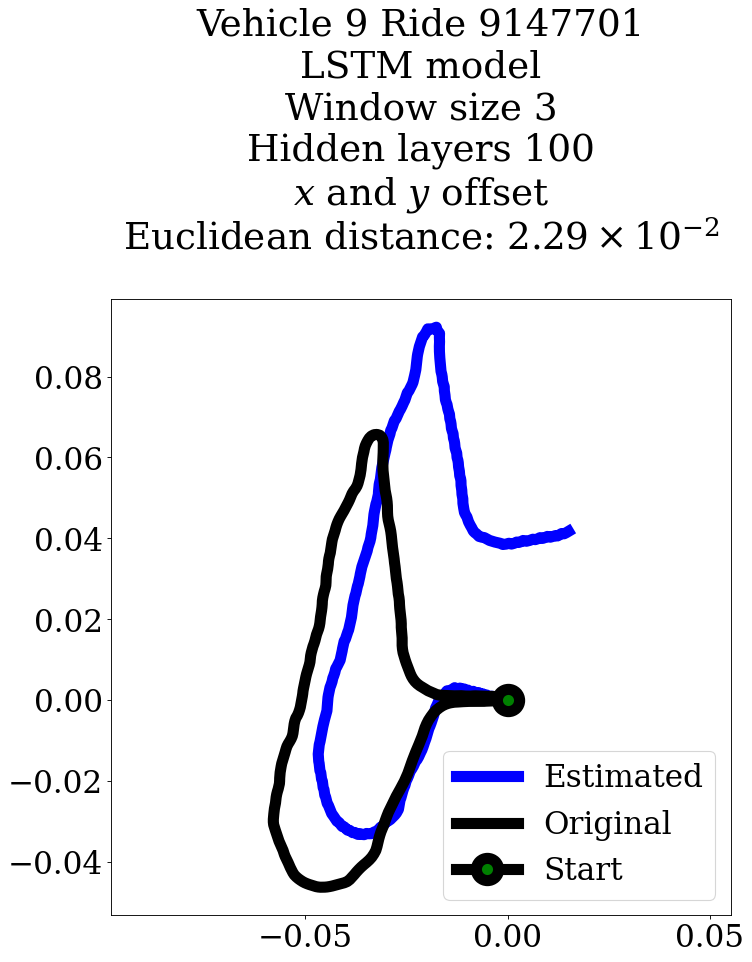 Vehicle 9 Ride 9147701
LSTM model
Window size 3
Hidden layers 100
x and y offset
Euclidean distance: 2.29 × 10⁻²
0.08
0.06
0.04
0.02
0.00
−0.02
−0.04
Estimated
Original
Start
−0.05 0.00 0.05